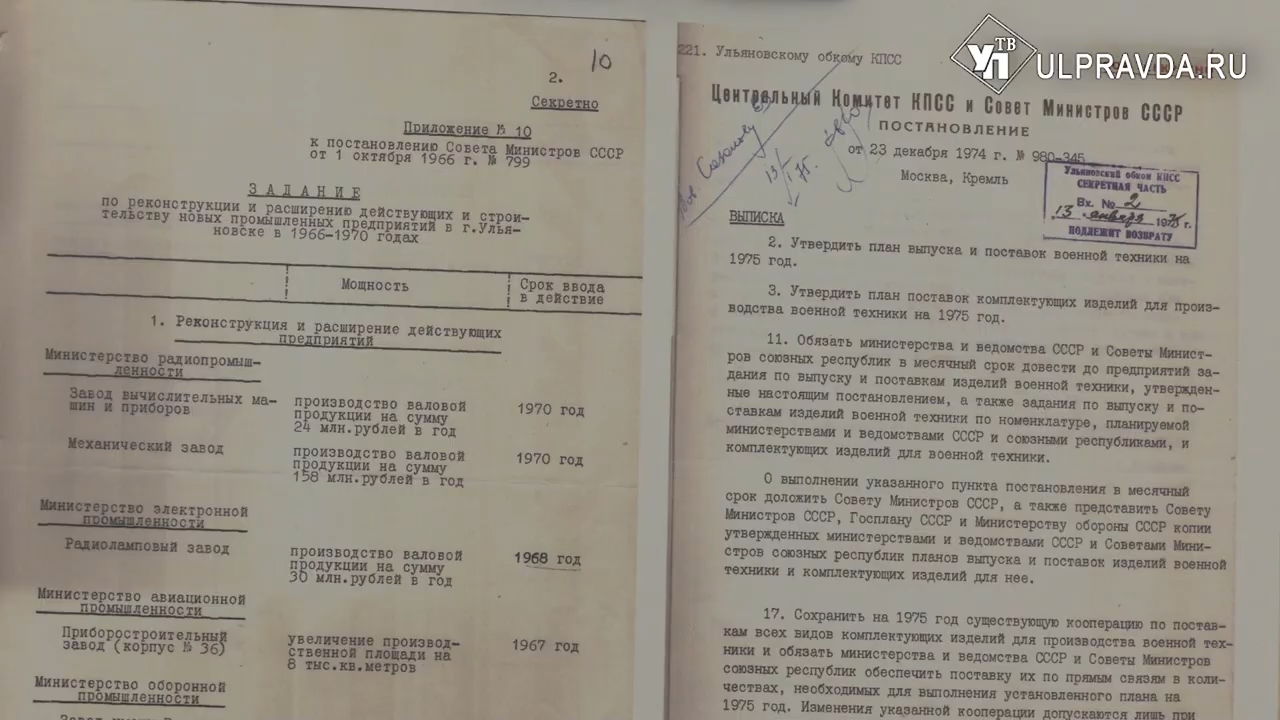 УП ТВ ULPRAVDA.RU
10
2.
Секретно
Приложение № 10
к постановлению Совета Министров СССР
от 1 октября 1966 г. № 799
ЗАДАНИЕ
по реконструкции и расширению действующих и строи-
тельству новых промышленных предприятий в г.Улья-
новске в 1966-1970 годах
Мощность
Срок ввода
в действие
1. Реконструкция и расширение действующих
предприятий
Министерство радиопромыш-
ленности
Завод вычислительных ма-
шин и приборов
производство валовой
продукции на сумму
24 млн.рублей в год
1970 год
Механический завод
производство валовой
продукции на сумму
158 млн.рублей в год
1970 год
Министерство электронной
промышленности
Радиоламповый завод
производство валовой
продукции на сумму
30 млн.рублей в год
1968 год
Министерство авиационной
промышленности
Приборостроительный
завод (корпус № 36)
увеличение производ-
ственной площади на
8 тыс.кв.метров
1967 год
Министерство оборонной
промышленности
221. Ульяновскому обкому КПСС
Центральный Комитет КПСС и Совет Министров СССР
ПОСТАНОВЛЕНИЕ
от 23 декабря 1974 г. № 980-345
Москва, Кремль
13/I 75.
Ульяновский обком КПСС
СЕКРЕТНАЯ ЧАСТЬ
Вх. № 2
13 января 1975 г.
ПОДЛЕЖИТ ВОЗВРАТУ
ВЫПИСКА
2. Утвердить план выпуска и поставок военной техники на
1975 год.
3. Утвердить план поставок комплектующих изделий для произ-
водства военной техники на 1975 год.
11. Обязать министерства и ведомства СССР и Советы Минист-
ров союзных республик в месячный срок довести до предприятий за-
дания по выпуску и поставкам изделий военной техники, утвержден-
ные настоящим постановлением, а также задания по выпуску и по-
ставкам изделий военной техники по номенклатуре, планируемой
министерствами и ведомствами СССР и союзными республиками, и
комплектующих изделий для военной техники.
О выполнении указанного пункта постановления в месячный
срок доложить Совету Министров СССР, а также представить Совету
Министров СССР, Госплану СССР и Министерству обороны СССР копии
утвержденных министерствами и ведомствами СССР и Советами Мини-
стров союзных республик планов выпуска и поставок изделий военной
техники и комплектующих изделий для нее.
17. Сохранить на 1975 год существующую кооперацию по постав-
кам всех видов комплектующих изделий для производства военной тех-
ники и обязать министерства и ведомства СССР и Советы Министров
союзных республик обеспечить поставку их по прямым связям в коли-
чествах, необходимых для выполнения установленного плана на
1975 год. Изменения указанной кооперации допускаются лишь при